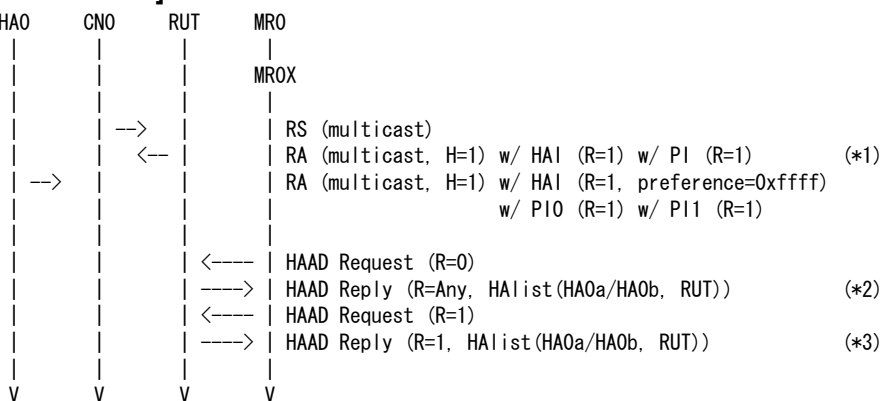 HA0 CN0 RUT MR0
| | | |
| | | MR0X
| | | |
| | --> | | RS (multicast)
| | <-- | | RA (multicast, H=1) w/ HAI (R=1) w/ PI (R=1) (*1)
| --> | | | RA (multicast, H=1) w/ HAI (R=1, preference=0xffff)
| | | | w/ PI0 (R=1) w/ PI1 (R=1)
| | | |
| | | <---- | HAAD Request (R=0)
| | | ----> | HAAD Reply (R=Any, HAlist(HA0a/HA0b, RUT)) (*2)
| | | <---- | HAAD Request (R=1)
| | | ----> | HAAD Reply (R=1, HAlist(HA0a/HA0b, RUT)) (*3)
| | | |
V V V V